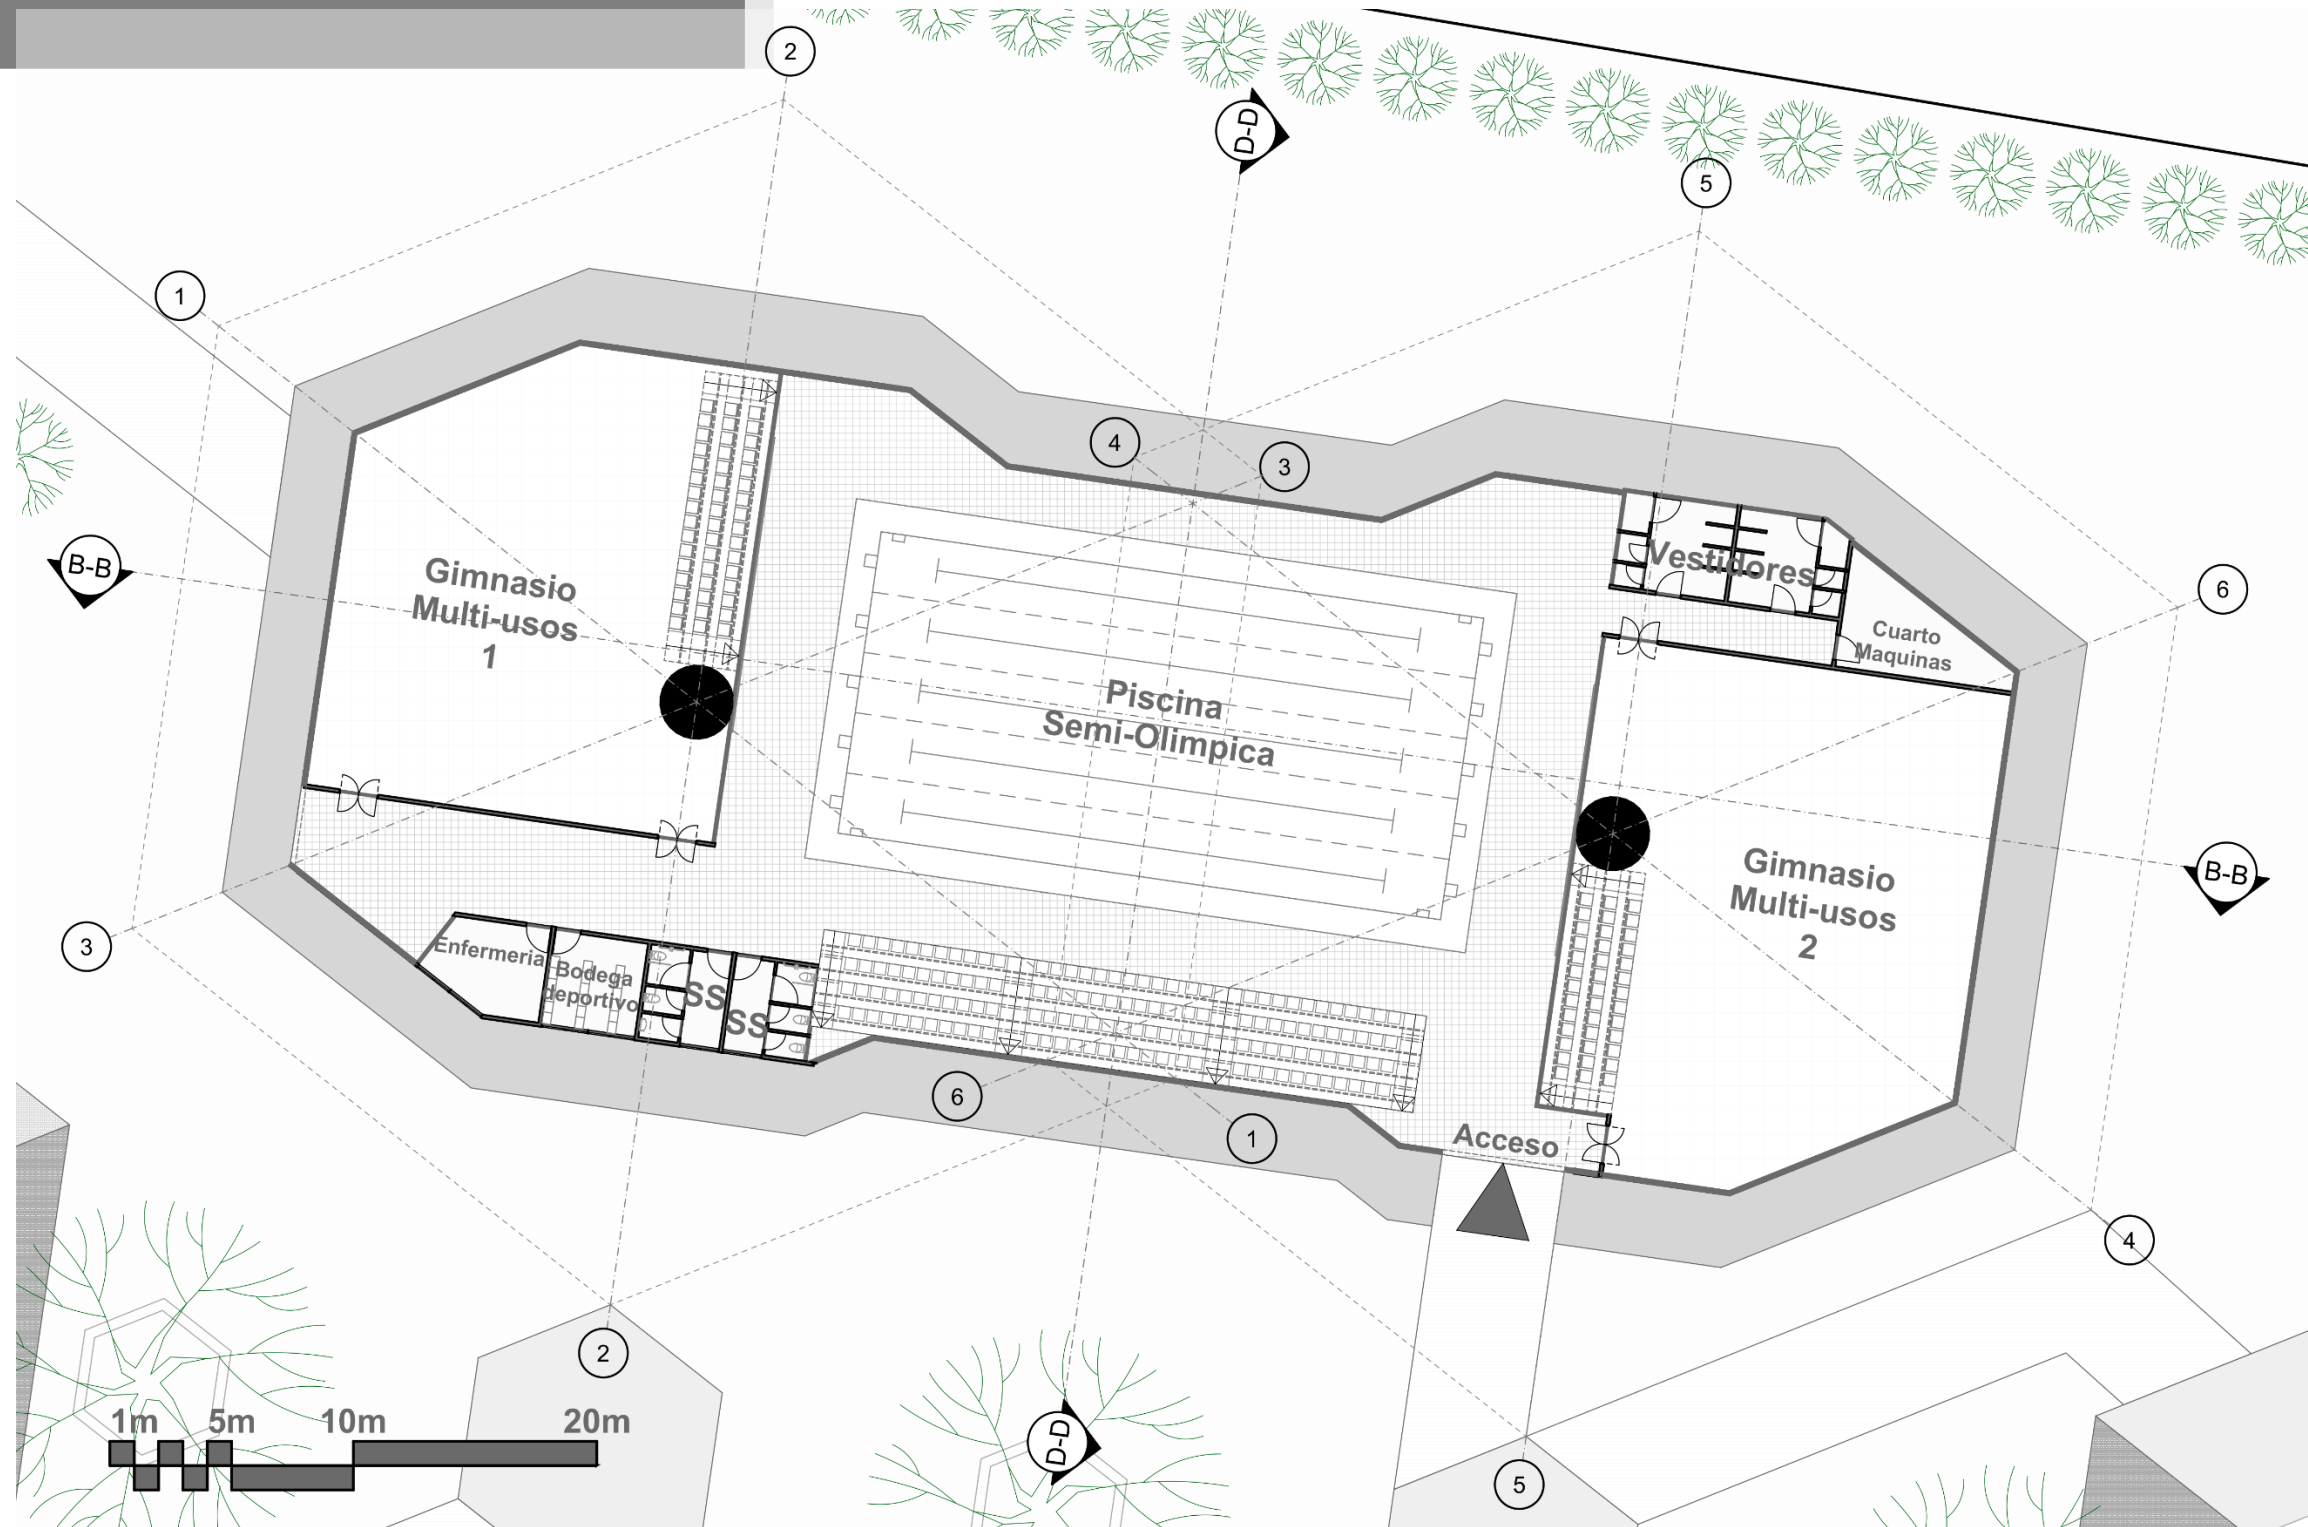 2
D-D
5
1
4
3
B-B
Gimnasio
Multi-usos
1
Vestidores
6
Cuarto
Maquinas
Piscina
Semi-Olimpica
Gimnasio
Multi-usos
2
B-B
3
Enfermeria
Bodega
deportivo
SS
SS
6
1
Acceso
4
2
1m 5m 10m 20m
D-D
5